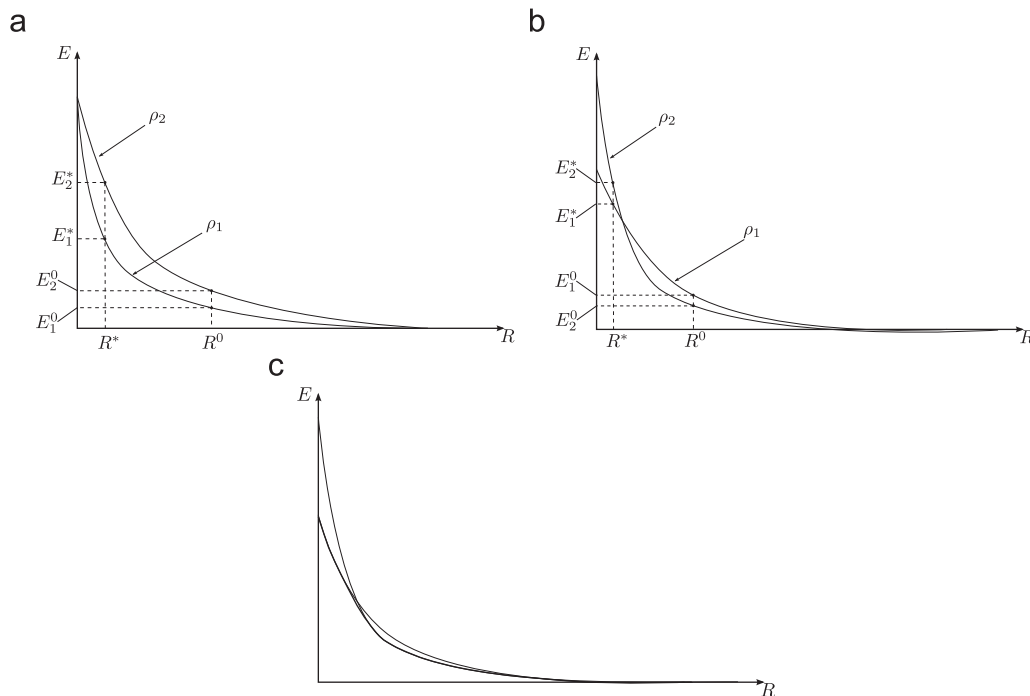 a
E
ρ₂
E₂*
ρ₁
E₁*
E₂⁰
E₁⁰
R* R⁰ R
b
E
ρ₂
E₂*
E₁*
ρ₁
E₁⁰
E₂⁰
R* R⁰ R
c
E
R